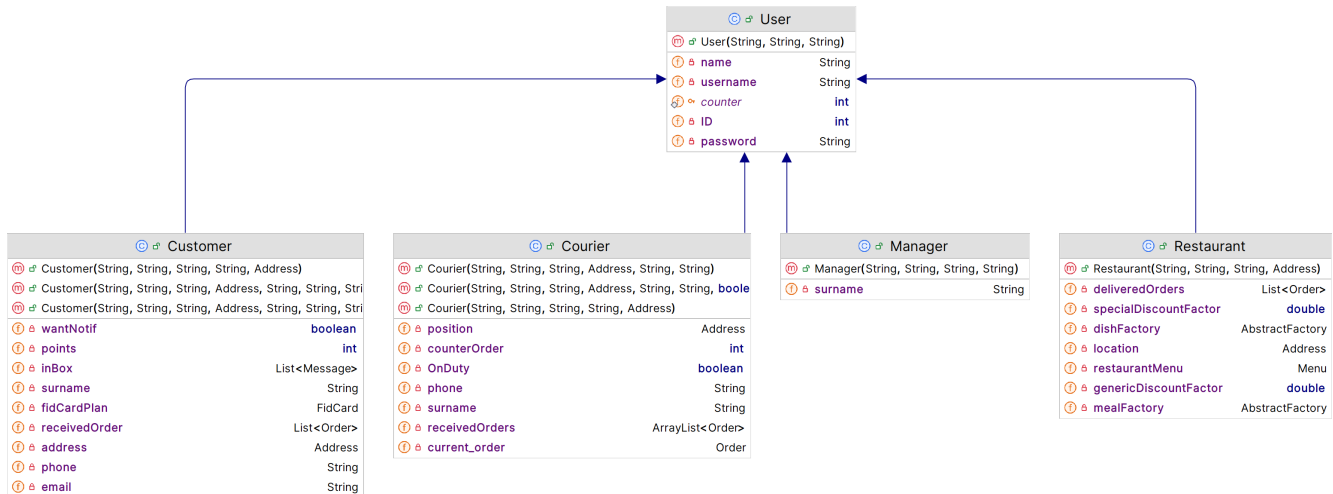 User
User(String, String, String)
name String
username String
counter int
ID int
password String
Customer
Customer(String, String, String, String, Address)
Customer(String, String, String, Address, String, String, Stri
Customer(String, String, String, Address, String, String, Stri
wantNotif boolean
points int
inBox List<Message>
surname String
fidCardPlan FidCard
receivedOrder List<Order>
address Address
phone String
email String
Courier
Courier(String, String, String, Address, String, String)
Courier(String, String, String, Address, String, String, boole
Courier(String, String, String, String, Address)
position Address
counterOrder int
OnDuty boolean
phone String
surname String
receivedOrders ArrayList<Order>
current_order Order
Manager
Manager(String, String, String, String)
surname String
Restaurant
Restaurant(String, String, String, Address)
deliveredOrders List<Order>
specialDiscountFactor double
dishFactory AbstractFactory
location Address
restaurantMenu Menu
genericDiscountFactor double
mealFactory AbstractFactory